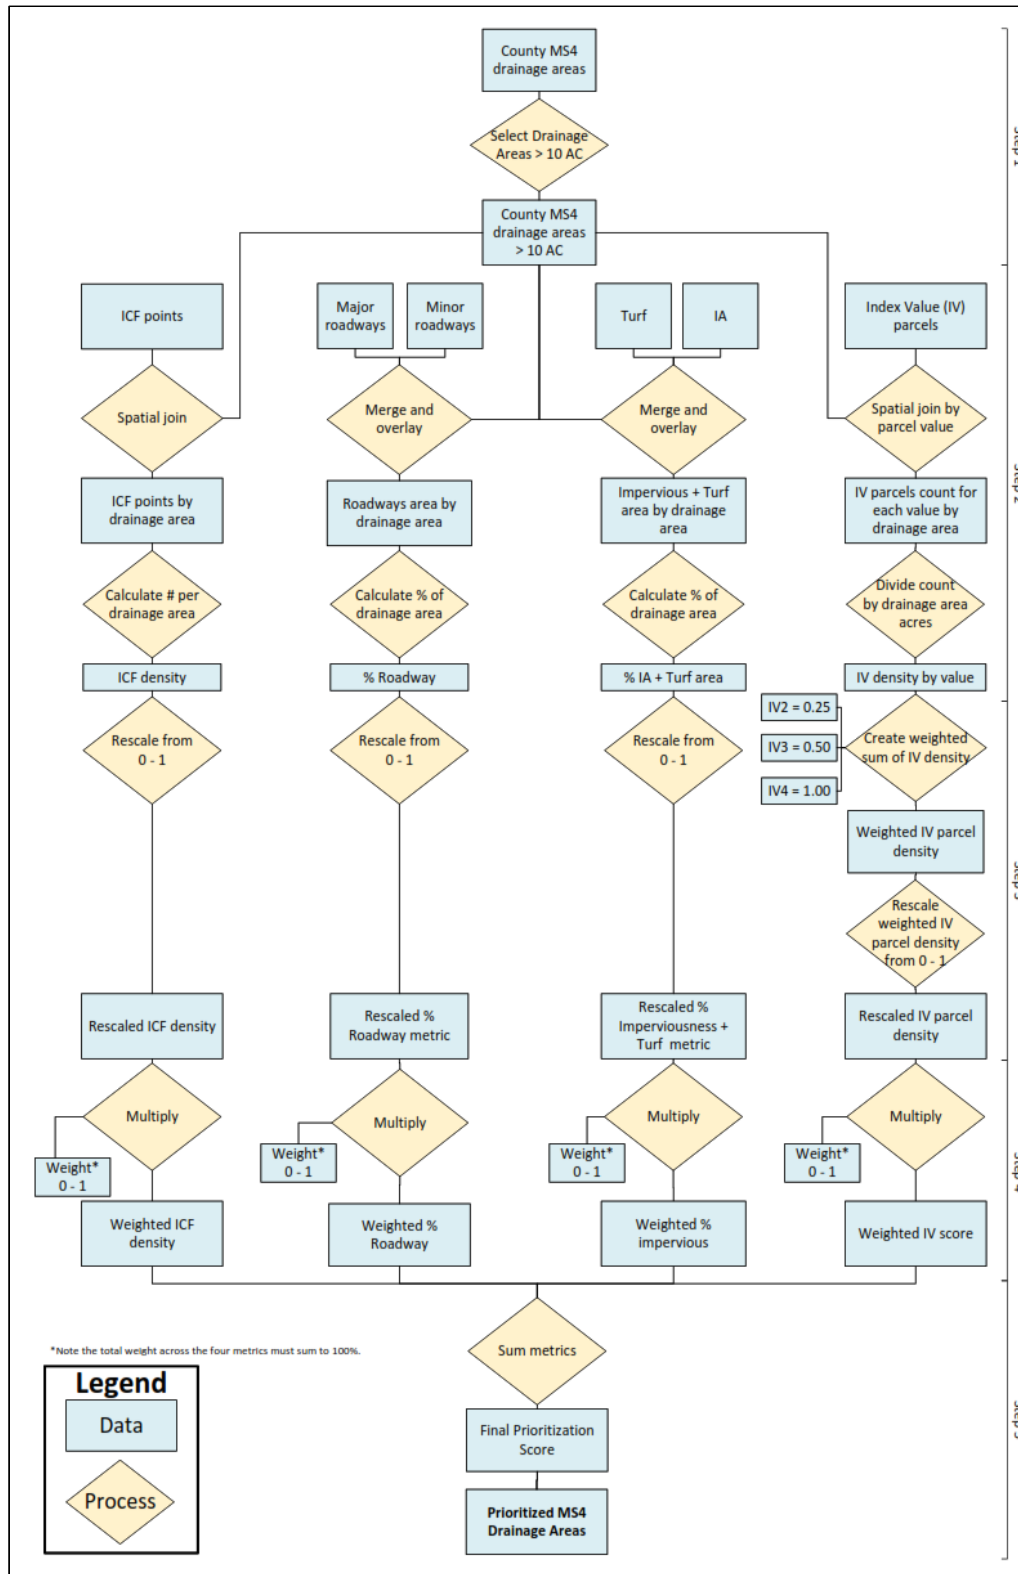 County MS4
drainage areas
Select Drainage
Areas > 10 AC
Step 1
County MS4
drainage areas
> 10 AC
ICF points
Major
roadways
Minor
roadways
Turf
IA
Index Value (IV)
parcels
Spatial join
Merge and
overlay
Merge and
overlay
Spatial join by
parcel value
Step 2
ICF points by
drainage area
Roadways area by
drainage area
Impervious + Turf
area by drainage
area
IV parcels count for
each value by
drainage area
Calculate # per
drainage area
Calculate % of
drainage area
Calculate % of
drainage area
Divide count
by drainage area
acres
ICF density
% Roadway
% IA + Turf area
IV density by value
Rescale from
0 - 1
Rescale from
0 - 1
Rescale from
0 - 1
IV2 = 0.25
IV3 = 0.50
IV4 = 1.00
Create weighted
sum of IV density
Weighted IV parcel
density
Step 3
Rescale
weighted IV
parcel density
from 0 - 1
Rescaled ICF density
Rescaled %
Roadway metric
Rescaled %
Imperviousness +
Turf metric
Rescaled IV parcel
density
Multiply
Multiply
Multiply
Multiply
Step 4
Weight*
0 - 1
Weight*
0 - 1
Weight*
0 - 1
Weight*
0 - 1
Weighted ICF
density
Weighted %
Roadway
Weighted %
impervious
Weighted IV score
Sum metrics
*Note the total weight across the four metrics must sum to 100%.
Legend
Data
Process
Final Prioritization
Score
Step 5
Prioritized MS4
Drainage Areas